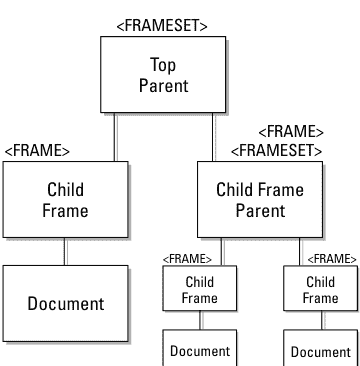 <FRAMESET>
Top
Parent
<FRAME>
<FRAME>
<FRAMESET>
Child
Frame
Child Frame
Parent
<FRAME>
<FRAME>
Child
Frame
Child
Frame
Document
Document
Document